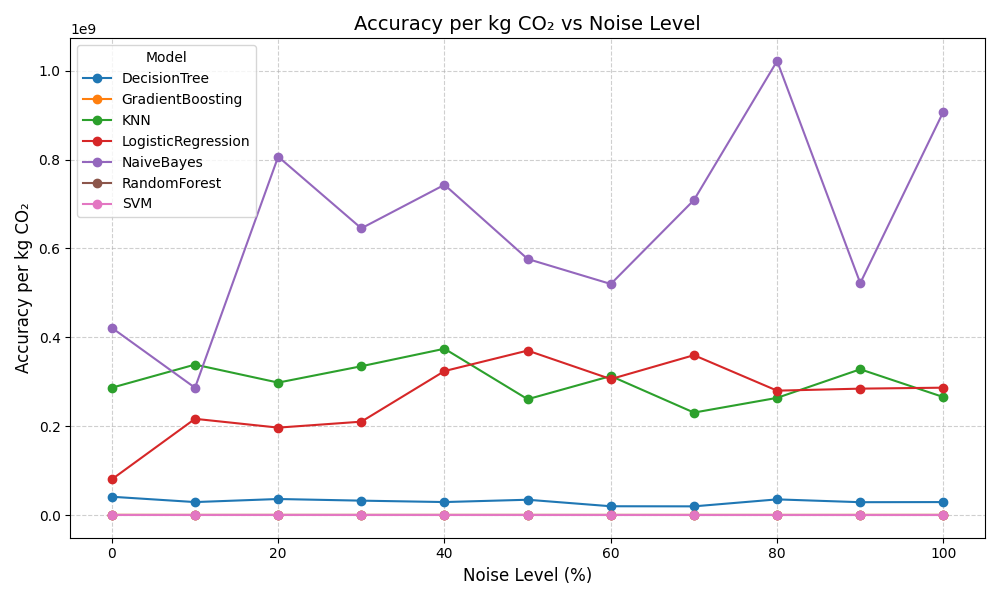 Accuracy per kg CO₂ vs Noise Level
1e9
Model
DecisionTree
GradientBoosting
KNN
LogisticRegression
NaiveBayes
RandomForest
SVM
Accuracy per kg CO₂
1.0
0.8
0.6
0.4
0.2
0.0
0 20 40 60 80 100
Noise Level (%)